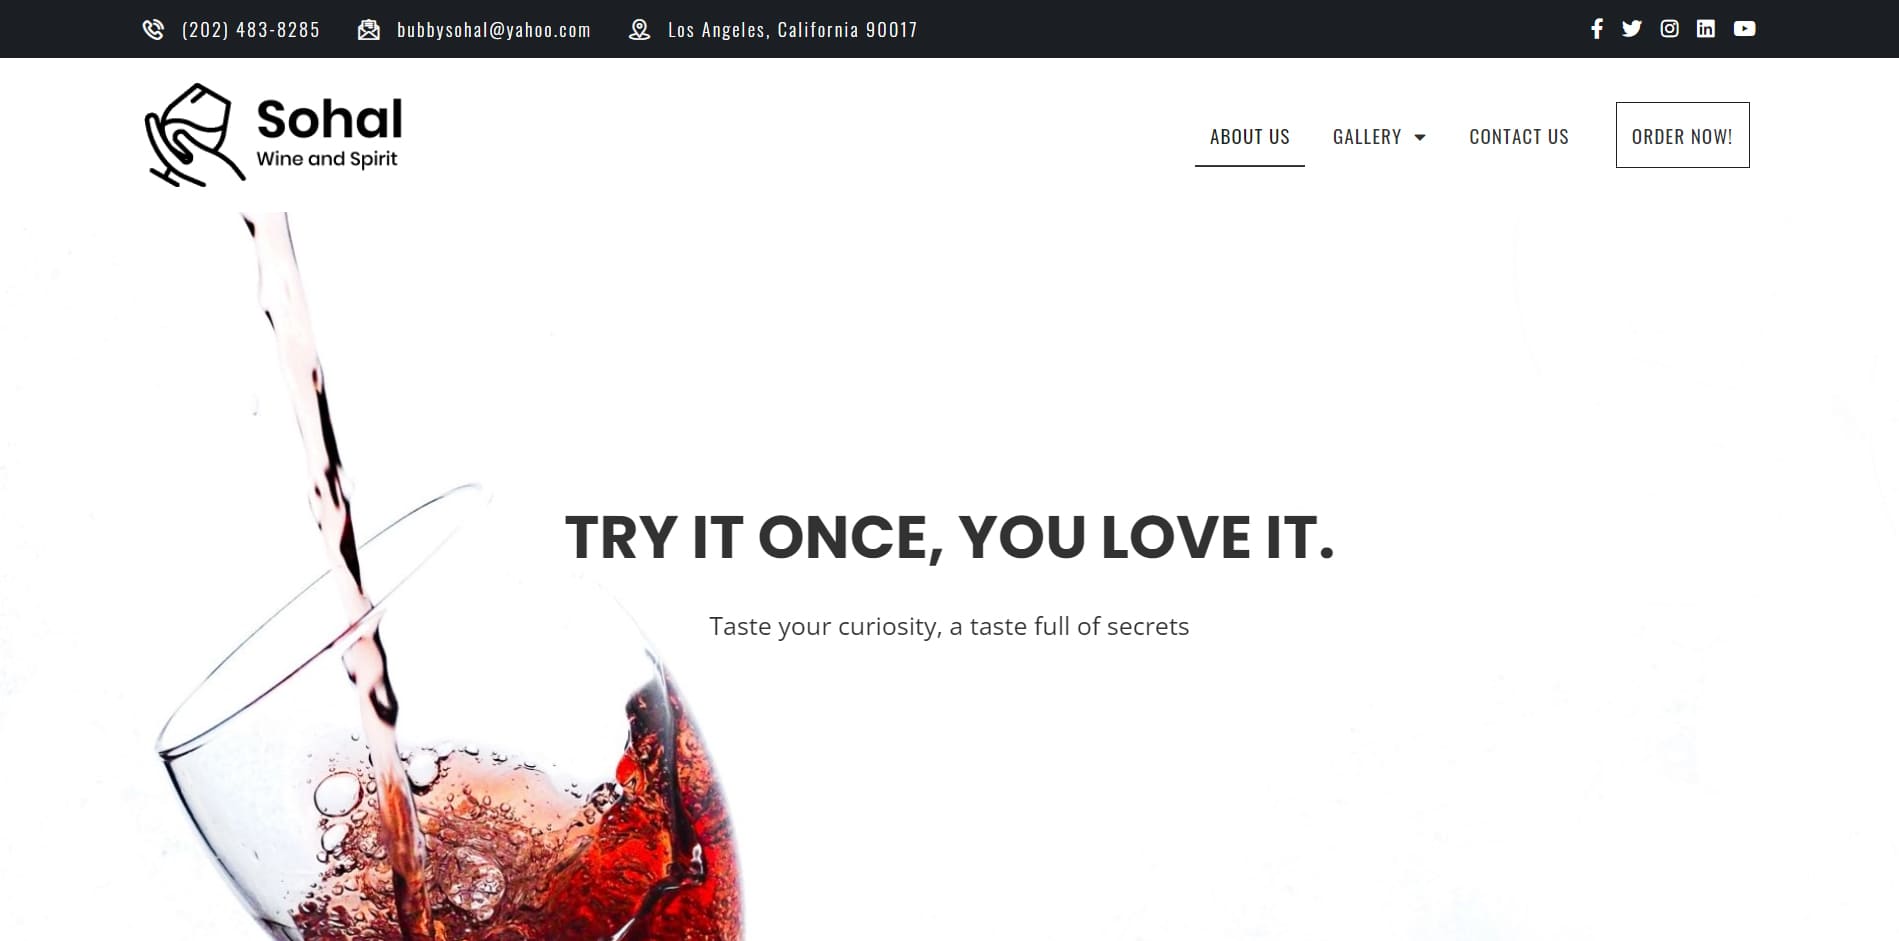 (202) 483-8285 bubbysohal@yahoo.com Los Angeles, California 90017
Sohal
Wine and Spirit
ABOUT US GALLERY CONTACT US ORDER NOW!
TRY IT ONCE, YOU LOVE IT.
Taste your curiosity, a taste full of secrets